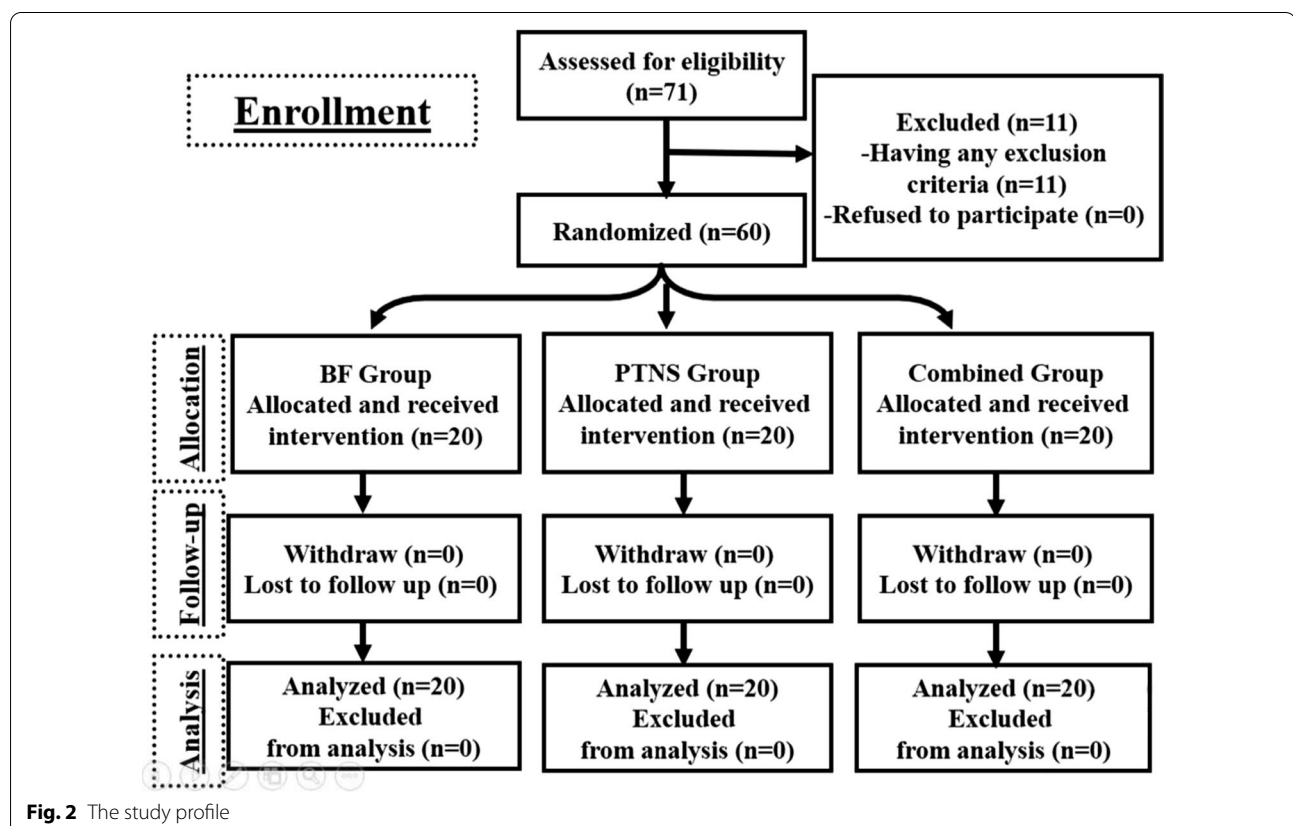 Enrollment
Assessed for eligibility
(n=71)
Excluded (n=11)
-Having any exclusion
criteria (n=11)
-Refused to participate (n=0)
Randomized (n=60)
Allocation
BF Group
Allocated and received
intervention (n=20)
PTNS Group
Allocated and received
intervention (n=20)
Combined Group
Allocated and received
intervention (n=20)
Follow-up
Withdraw (n=0)
Lost to follow up (n=0)
Withdraw (n=0)
Lost to follow up (n=0)
Withdraw (n=0)
Lost to follow up (n=0)
Analysis
Analyzed (n=20)
Excluded
from analysis (n=0)
Analyzed (n=20)
Excluded
from analysis (n=0)
Analyzed (n=20)
Excluded
from analysis (n=0)
Fig. 2 The study profile